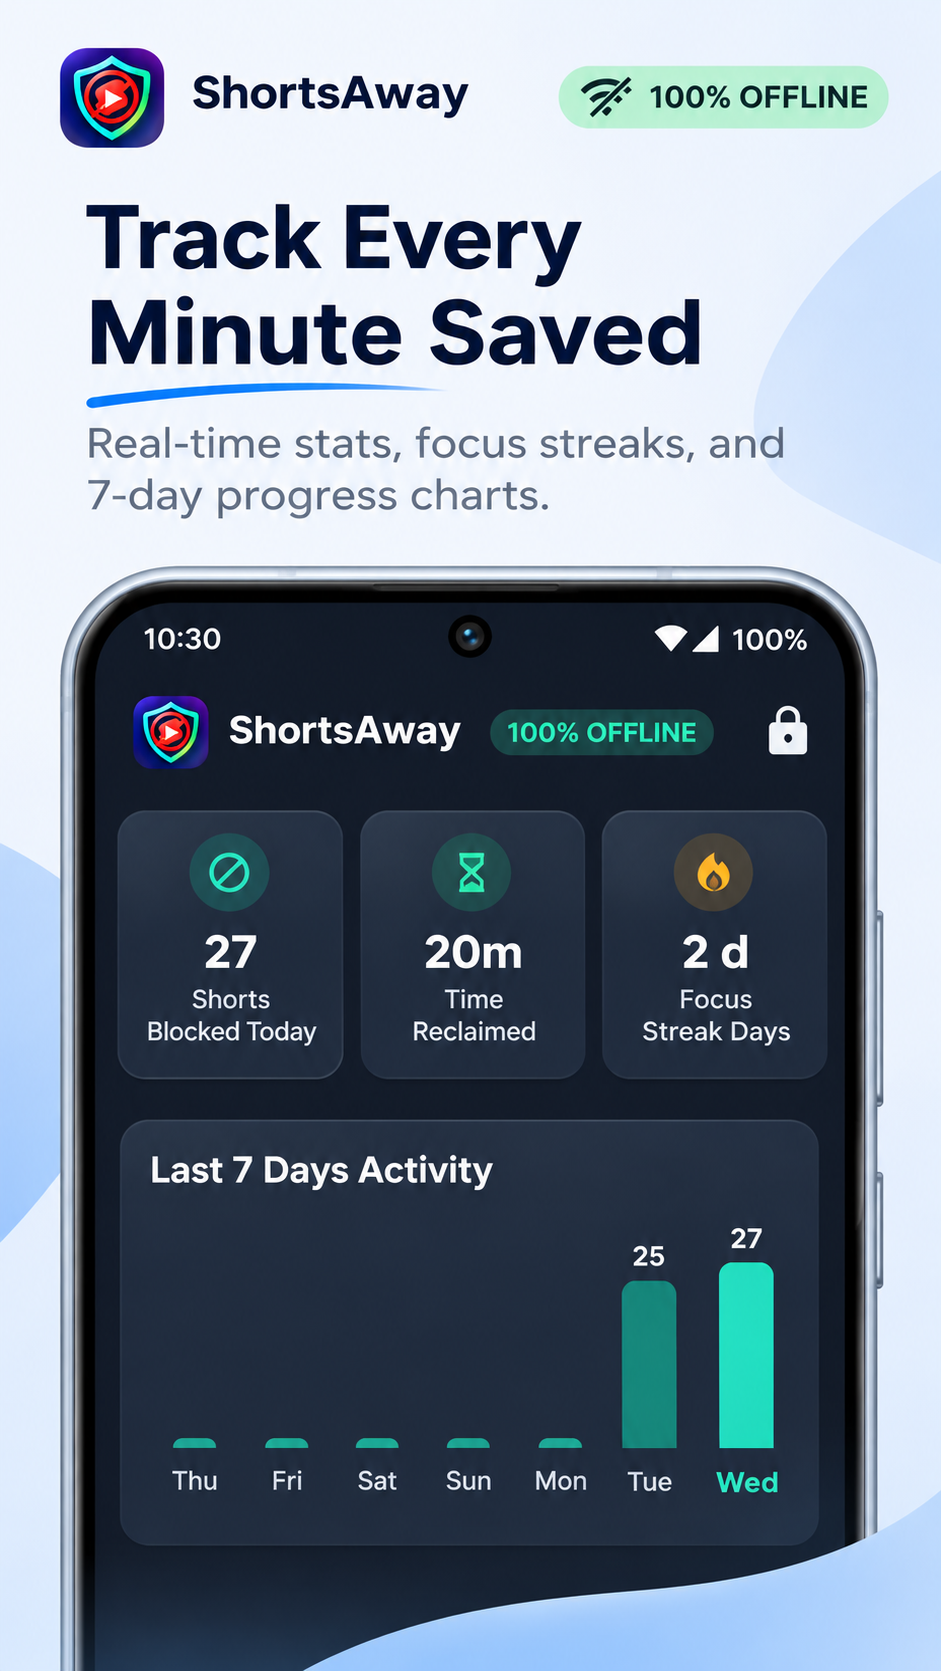 ShortsAway
100% OFFLINE
Track Every
Minute Saved
Real-time stats, focus streaks, and
7-day progress charts.
10:30
100%
ShortsAway
100% OFFLINE
27
Shorts
Blocked Today
20m
Time
Reclaimed
2 d
Focus
Streak Days
Last 7 Days Activity
25
27
Thu
Fri
Sat
Sun
Mon
Tue
Wed